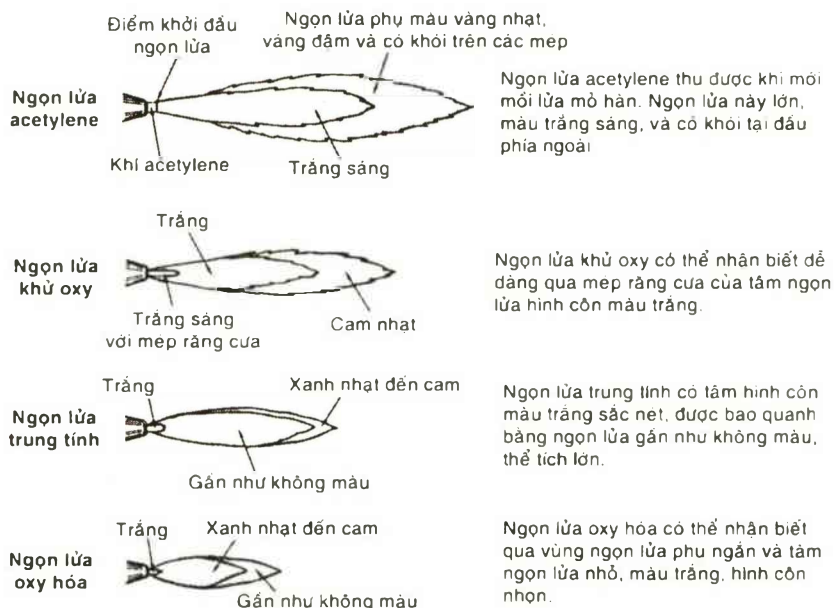 Điểm khởi đầu
ngọn lửa
Ngọn lửa phụ màu vàng nhạt,
vàng đậm và có khói trên các mép
Ngọn lửa
acetylene
Khí acetylene
Trắng sáng
Ngọn lửa acetylene thu được khi mới
mồi lửa mỏ hàn. Ngọn lửa này lớn,
màu trắng sáng, và có khói tại đầu
phía ngoài
Trắng
Ngọn lửa
khử oxy
Trắng sáng
với mép răng cưa
Cam nhạt
Ngọn lửa khử oxy có thể nhận biết dễ
dàng qua mép răng cưa của tâm ngọn
lửa hình côn màu trắng.
Trắng
Xanh nhạt đến cam
Ngọn lửa
trung tính
Gần như không màu
Ngọn lửa trung tính có tâm hình côn
màu trắng sắc nét, được bao quanh
bằng ngọn lửa gần như không màu,
thể tích lớn.
Trắng
Xanh nhạt đến cam
Ngọn lửa
oxy hóa
Gần như không màu
Ngọn lửa oxy hóa có thể nhận biết
qua vùng ngọn lửa phụ ngắn và tâm
ngọn lửa nhỏ, màu trắng, hình côn
nhọn.